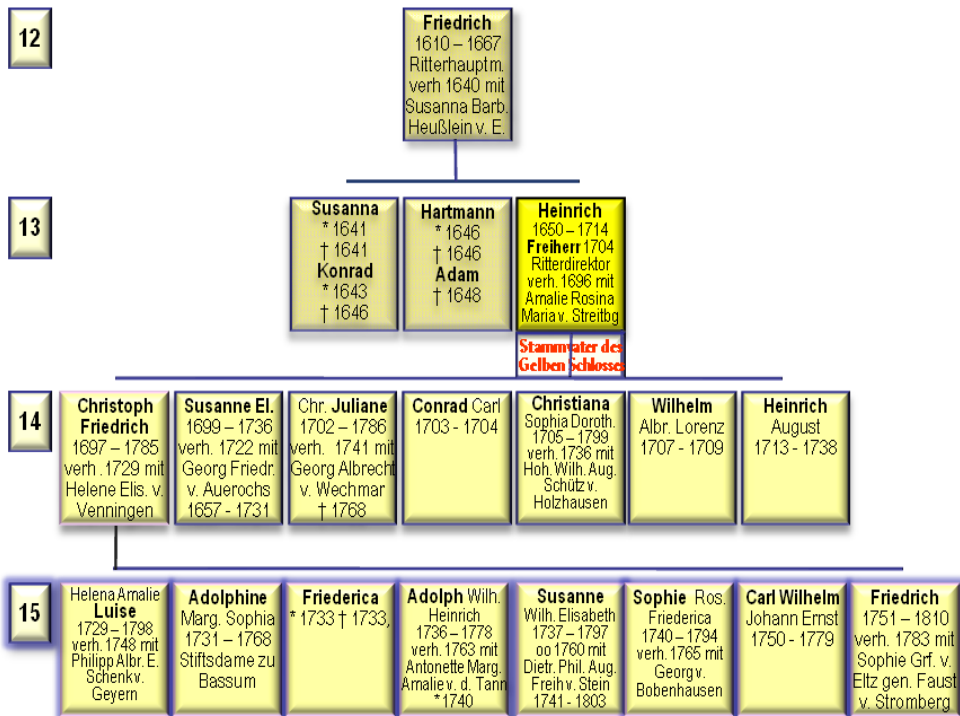 12
Friedrich
1610 – 1667
Ritterhauptm.
verh 1640 mit
Susanna Barb.
Heußlein v. E.
13
Susanna
* 1641
† 1641
Konrad
* 1643
† 1646
Hartmann
* 1646
† 1646
Adam
† 1648
Heinrich
1650 – 1714
Freiherr 1704
Ritterdirektor
verh. 1696 mit
Amalie Rosina
Maria v. Streitbg
Stammvater des
Gelben Schlosses
14
Christoph
Friedrich
1697 – 1785
verh. 1729 mit
Helene Elis. v.
Venningen
Susanne El.
1699 – 1736
verh. 1722 mit
Georg Friedr.
v. Auerochs
1657 - 1731
Chr. Juliane
1702 – 1786
verh. 1741 mit
Georg Albrecht
v. Wechmar
† 1768
Conrad Carl
1703 - 1704
Christiana
Sophia Doroth.
1705 – 1799
verh. 1736 mit
Hoh. Wilh. Aug.
Schütz v.
Holzhausen
Wilhelm
Albr. Lorenz
1707 - 1709
Heinrich
August
1713 - 1738
15
Helena Amalie
Luise
1729 – 1798
verh. 1748 mit
Philipp Albr. E.
Schenk v.
Geyern
Adolphine
Marg. Sophia
1731 – 1768
Stiftsdame zu
Bassum
Friederica
* 1733 † 1733,
Adolph Wilh.
Heinrich
1736 – 1778
verh. 1763 mit
Antonette Marg.
Amalie v. d. Tann
* 1740
Susanne
Wilh. Elisabeth
1737 – 1797
oo 1760 mit
Dietr. Phil. Aug.
Freih v. Stein
1741 - 1803
Sophie Ros.
Friederica
1740 – 1794
verh. 1765 mit
Georg v.
Bobenhausen
Carl Wilhelm
Johann Ernst
1750 - 1779
Friedrich
1751 – 1810
verh. 1783 mit
Sophie Grf. v.
Eltz gen. Faust
v. Stromberg